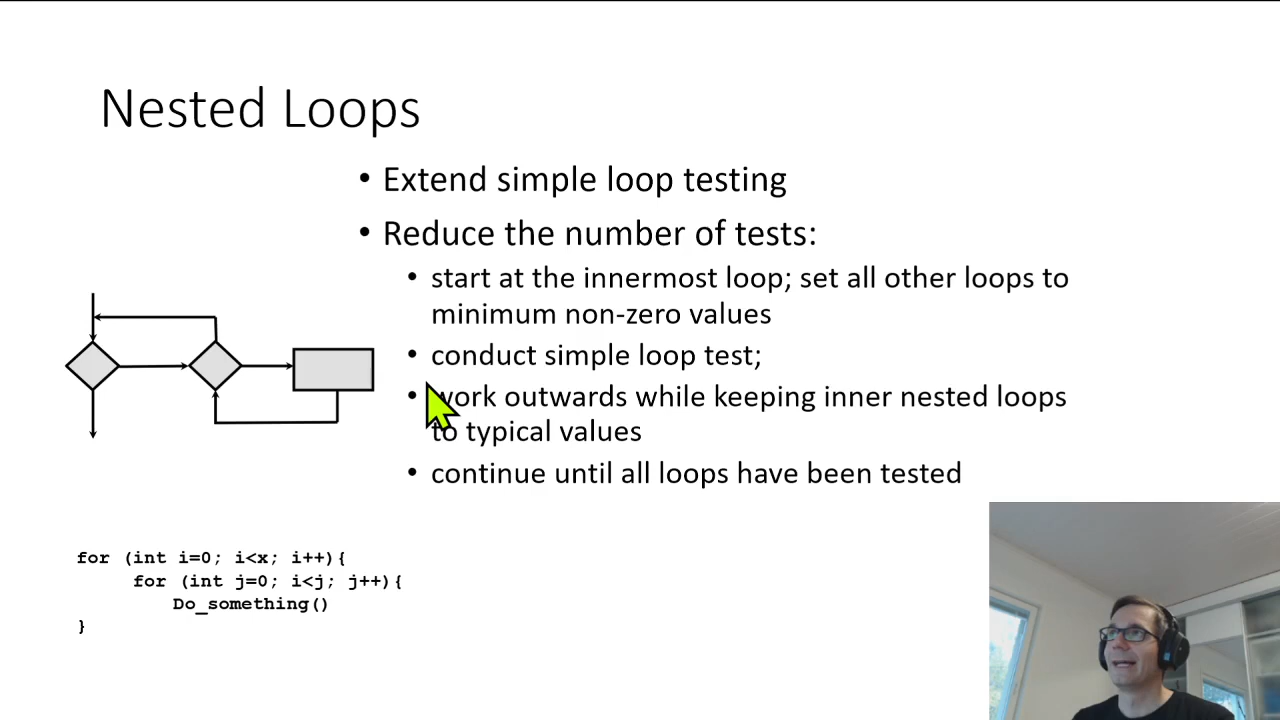 Nested Loops
• Extend simple loop testing
• Reduce the number of tests:
• start at the innermost loop; set all other loops to
minimum non-zero values
• conduct simple loop test;
• work outwards while keeping inner nested loops
to typical values
• continue until all loops have been tested
for (int i=0; i<x; i++){
for (int j=0; i<j; j++){
Do_something()
}